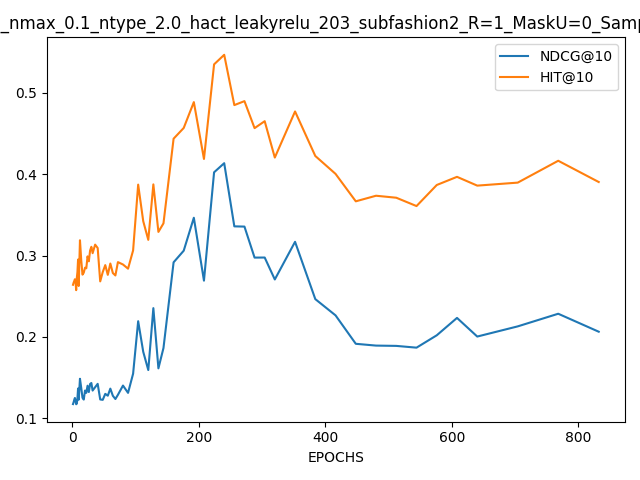 _nmax_0.1_ntype_2.0_hact_leakyrelu_203_subfashion2_R=1_MaskU=0_Samp
NDCG@10
HIT@10
0.5
0.4
0.3
0.2
0.1
0 200 400 600 800
EPOCHS